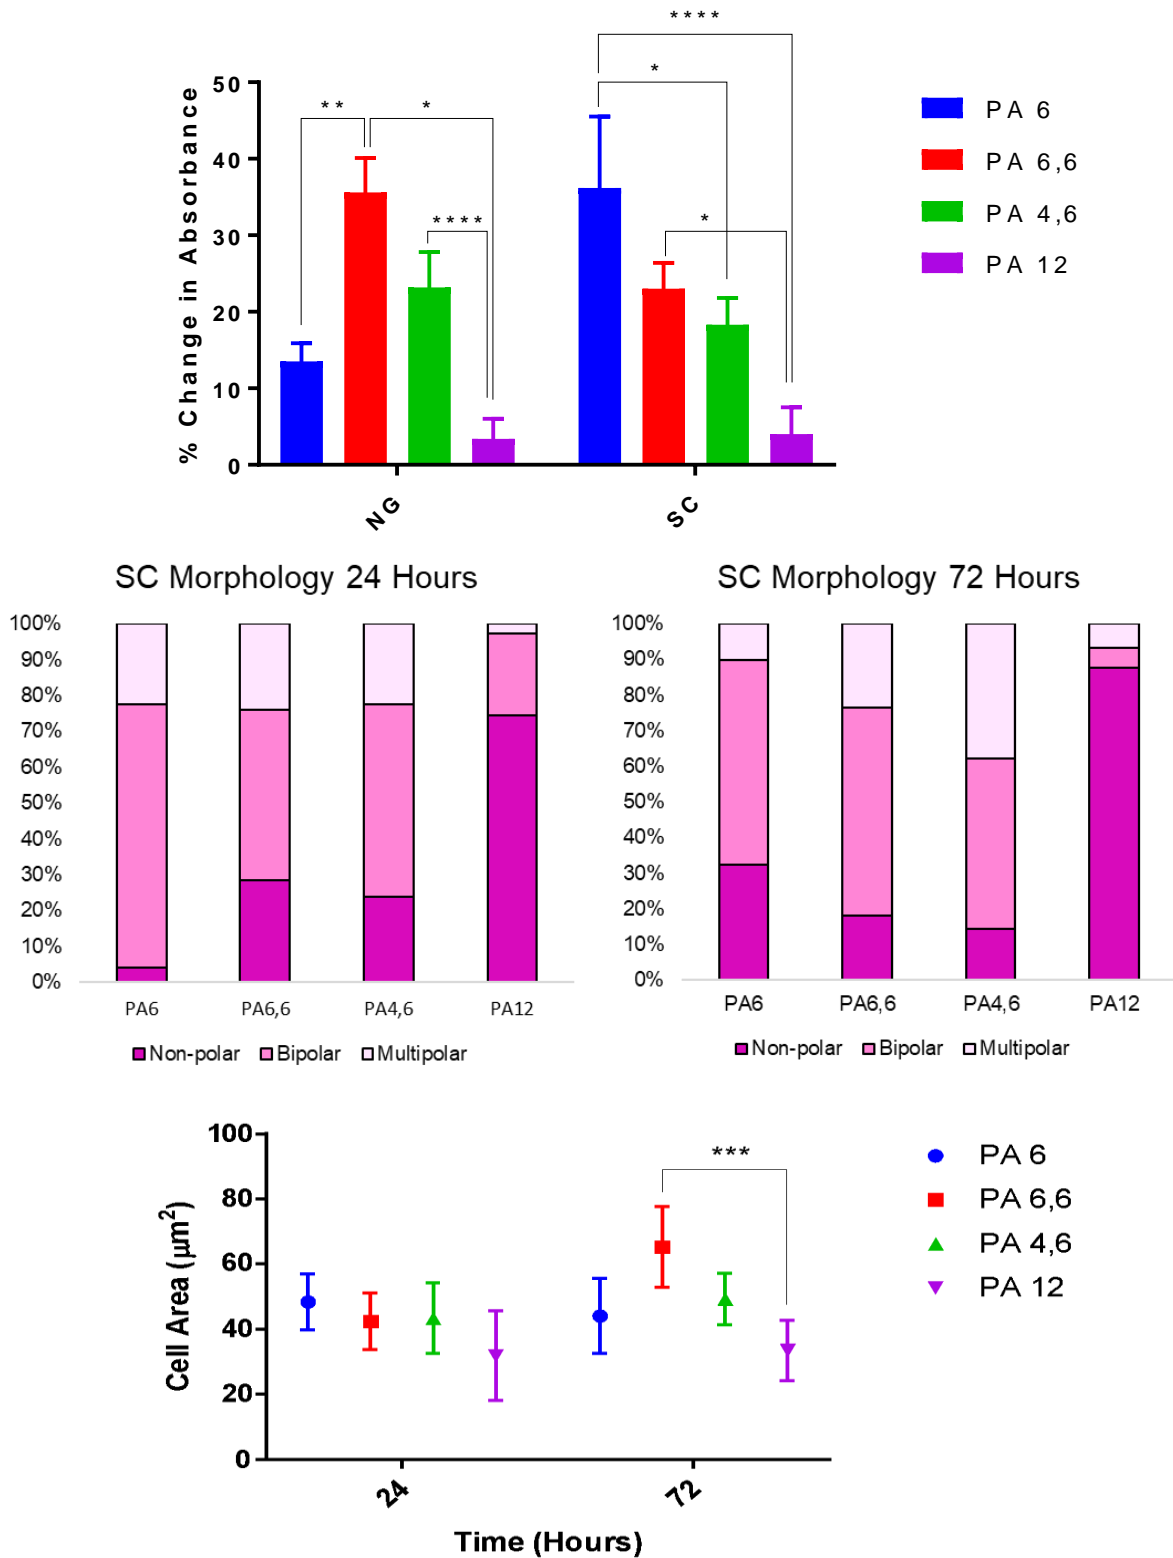 ****
*
** *
****
*
% Change in Absorbance
50
40
30
20
10
0
NG
SC
PA 6
PA 6,6
PA 4,6
PA 12
SC Morphology 24 Hours
100%
90%
80%
70%
60%
50%
40%
30%
20%
10%
0%
PA6 PA6,6 PA4,6 PA12
Non-polar Bipolar Multipolar
SC Morphology 72 Hours
100%
90%
80%
70%
60%
50%
40%
30%
20%
10%
0%
PA6 PA6,6 PA4,6 PA12
Non-polar Bipolar Multipolar
Cell Area (μm²)
100
80
60
40
20
0
***
24
72
Time (Hours)
PA 6
PA 6,6
PA 4,6
PA 12